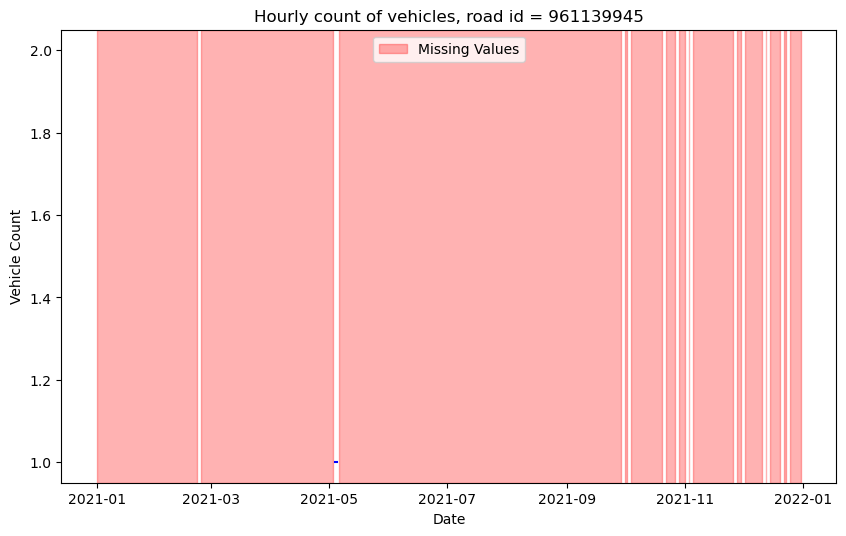 Hourly count of vehicles, road id = 961139945
Missing Values
Vehicle Count
2.0
1.8
1.6
1.4
1.2
1.0
2021-01 2021-03 2021-05 2021-07 2021-09 2021-11 2022-01
Date